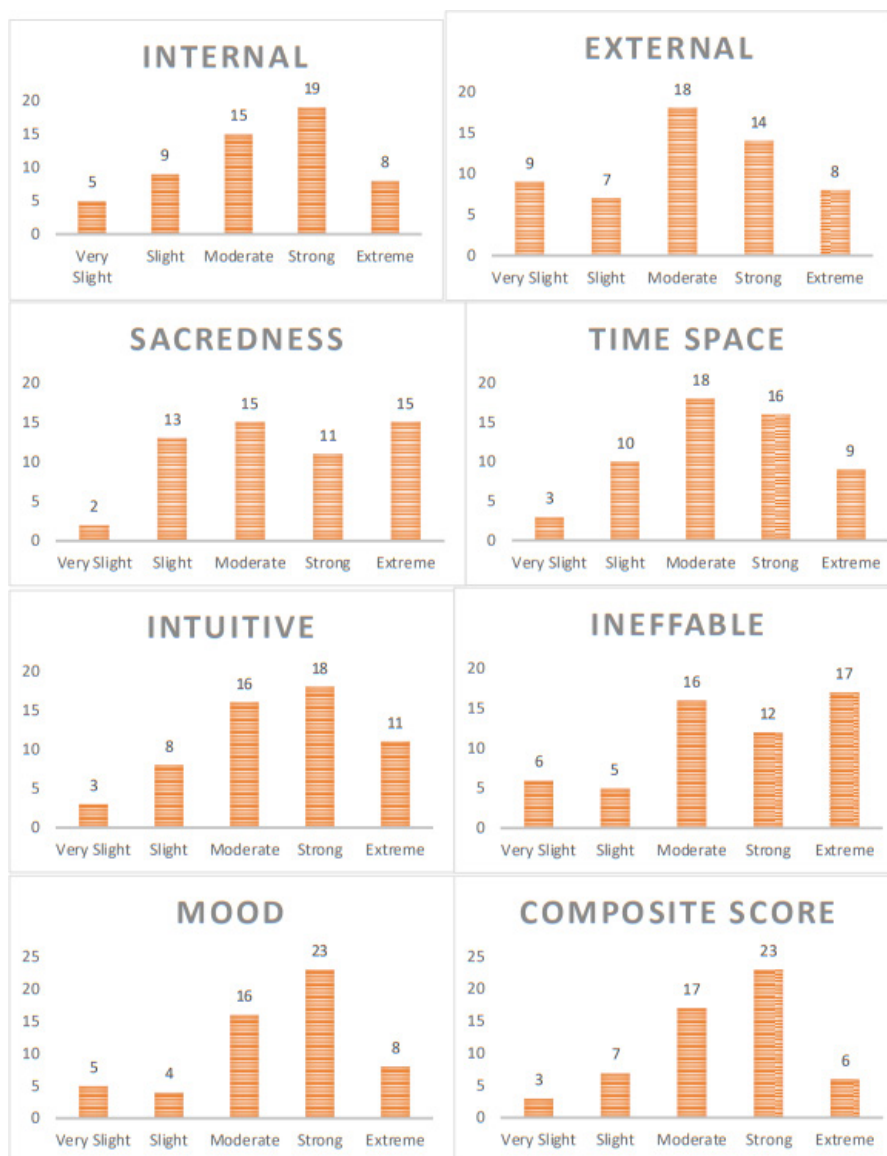 INTERNAL
20
15
10
5
0
5
9
15
19
8
Very Slight
Slight
Moderate
Strong
Extreme
EXTERNAL
20
15
10
5
0
9
7
18
14
8
Very Slight
Slight
Moderate
Strong
Extreme
SACREDNESS
20
15
10
5
0
2
13
15
11
15
Very Slight
Slight
Moderate
Strong
Extreme
TIME SPACE
20
15
10
5
0
3
10
18
16
9
Very Slight
Slight
Moderate
Strong
Extreme
INTUITIVE
20
15
10
5
0
3
8
16
18
11
Very Slight
Slight
Moderate
Strong
Extreme
INEFFABLE
20
15
10
5
0
6
5
16
12
17
Very Slight
Slight
Moderate
Strong
Extreme
MOOD
25
20
15
10
5
0
5
4
16
23
8
Very Slight
Slight
Moderate
Strong
Extreme
COMPOSITE SCORE
25
20
15
10
5
0
3
7
17
23
6
Very Slight
Slight
Moderate
Strong
Extreme